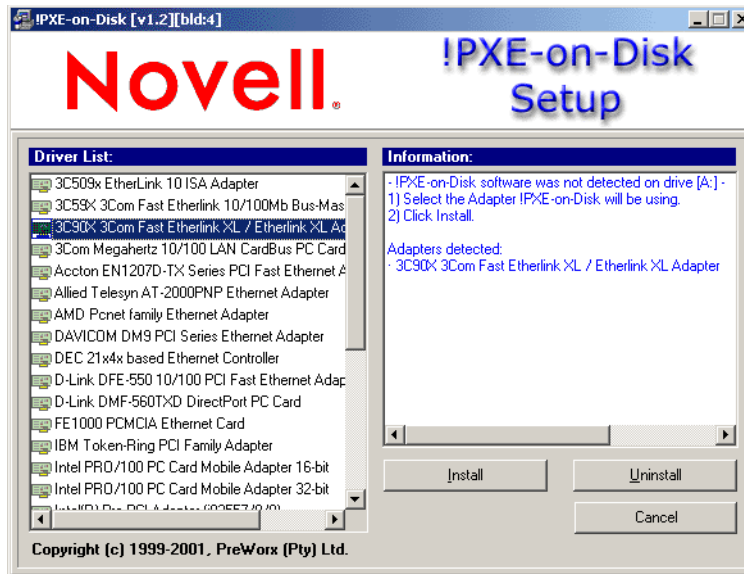 !PXE-on-Disk [v1.2][bld:4]
Novell®
!PXE-on-Disk
Setup
Driver List:
3C509x EtherLink 10 ISA Adapter
3C59X 3Com Fast Etherlink 10/100Mb Bus-Mas
3C90X 3Com Fast Etherlink XL / Etherlink XL Ad
3Com Megahertz 10/100 LAN CardBus PC Card
Accton EN1207D-TX Series PCI Fast Ethernet A
Allied Telesyn AT-2000PNP Ethernet Adapter
AMD Pcnet family Ethernet Adapter
DAVICOM DM9 PCI Series Ethernet Adapter
DEC 21x4x based Ethernet Controller
D-Link DFE-550 10/100 PCI Fast Ethernet Adap
D-Link DMF-560TXD DirectPort PC Card
FE1000 PCMCIA Ethernet Card
IBM Token-Ring PCI Family Adapter
Intel PRO/100 PC Card Mobile Adapter 16-bit
Intel PRO/100 PC Card Mobile Adapter 32-bit
Information:
- !PXE-on-Disk software was not detected on drive [A:] -
1) Select the Adapter !PXE-on-Disk will be using.
2) Click Install.
Adapters detected:
· 3C90X 3Com Fast Etherlink XL / Etherlink XL Adapter
Install
Uninstall
Cancel
Copyright (c) 1999-2001, PreWorx (Pty) Ltd.